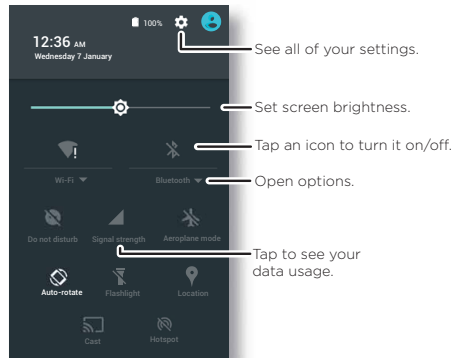 100%
12:36 AM
Wednesday 7 January
See all of your settings.
Set screen brightness.
Tap an icon to turn it on/off.
Wi-Fi
Bluetooth
Open options.
Do not disturb
Signal strength
Aeroplane mode
Tap to see your
data usage.
Auto-rotate
Flashlight
Location
Cast
Hotspot